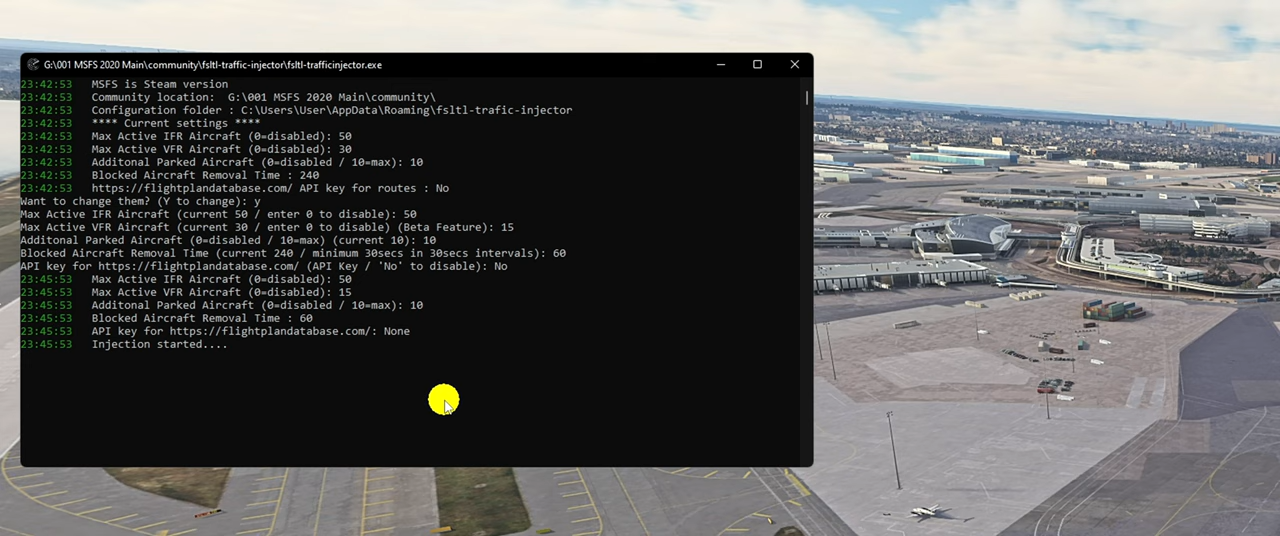 G:\001 MSFS 2020 Main\community\fsltl-traffic-injector\fsltl-trafficinjector.exe
23:42:53 MSFS is Steam version
23:42:53 Community location: G:\001 MSFS 2020 Main\community\
23:42:53 Configuration folder : C:\Users\User\AppData\Roaming\fsltl-trafic-injector
23:42:53 **** Current settings ****
23:42:53 Max Active IFR Aircraft (0=disabled): 50
23:42:53 Max Active VFR Aircraft (0=disabled): 30
23:42:53 Additonal Parked Aircraft (0=disabled / 10=max): 10
23:42:53 Blocked Aircraft Removal Time : 240
23:42:53 https://flightplandatabase.com/ API key for routes : No
Want to change them? (Y to change): y
Max Active IFR Aircraft (current 50 / enter 0 to disable): 50
Max Active VFR Aircraft (current 30 / enter 0 to disable) (Beta Feature): 15
Additonal Parked Aircraft (0=disabled / 10=max) (current 10): 10
Blocked Aircraft Removal Time (current 240 / minimum 30secs in 30secs intervals): 60
API key for https://flightplandatabase.com/ (API Key / 'No' to disable): No
23:45:53 Max Active IFR Aircraft (0=disabled): 50
23:45:53 Max Active VFR Aircraft (0=disabled): 15
23:45:53 Additonal Parked Aircraft (0=disabled / 10=max): 10
23:45:53 Blocked Aircraft Removal Time : 60
23:45:53 API key for https://flightplandatabase.com/: None
23:45:53 Injection started....